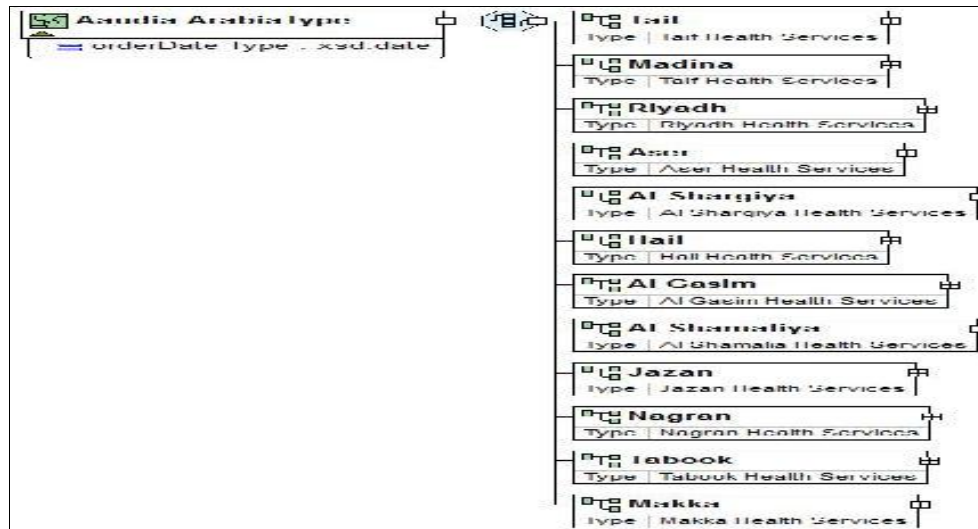 Aaudia ArabiaType
orderDate Type : xsd:date
Taif
Type Taif Health Services
Madina
Type Taif Health Services
Riyadh
Type Riyadh Health Services
Aser
Type Aser Health Services
Al Shargiya
Type Al Sharqiya Health Services
Hail
Type Hail Health Services
Al Gasim
Type Al Gasim Health Services
Al Shamaliya
Type Al Shamalia Health Services
Jazan
Type Jazan Health Services
Nagran
Type Nagran Health Services
Tabook
Type Tabook Health Services
Makka
Type Makka Health Services